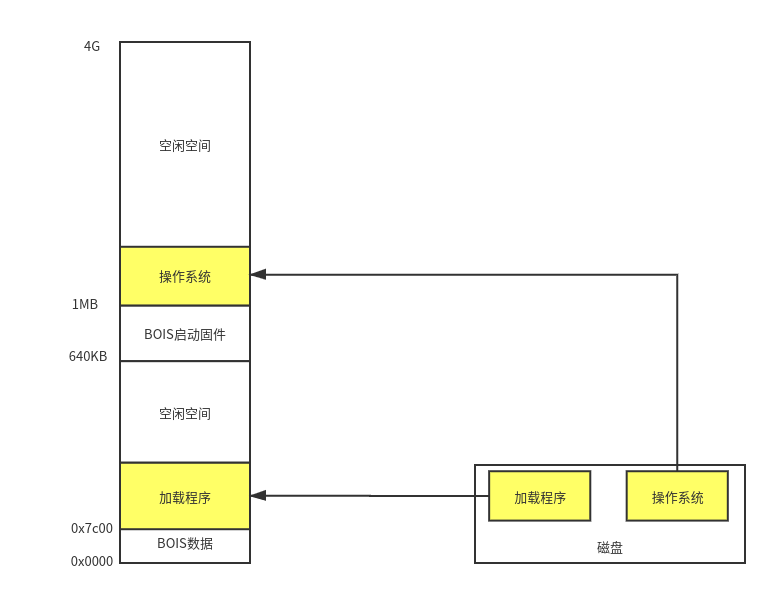 4G
空闲空间
操作系统
1MB
BOIS启动固件
640KB
空闲空间
加载程序
加载程序
操作系统
0x7c00
BOIS数据
磁盘
0x0000